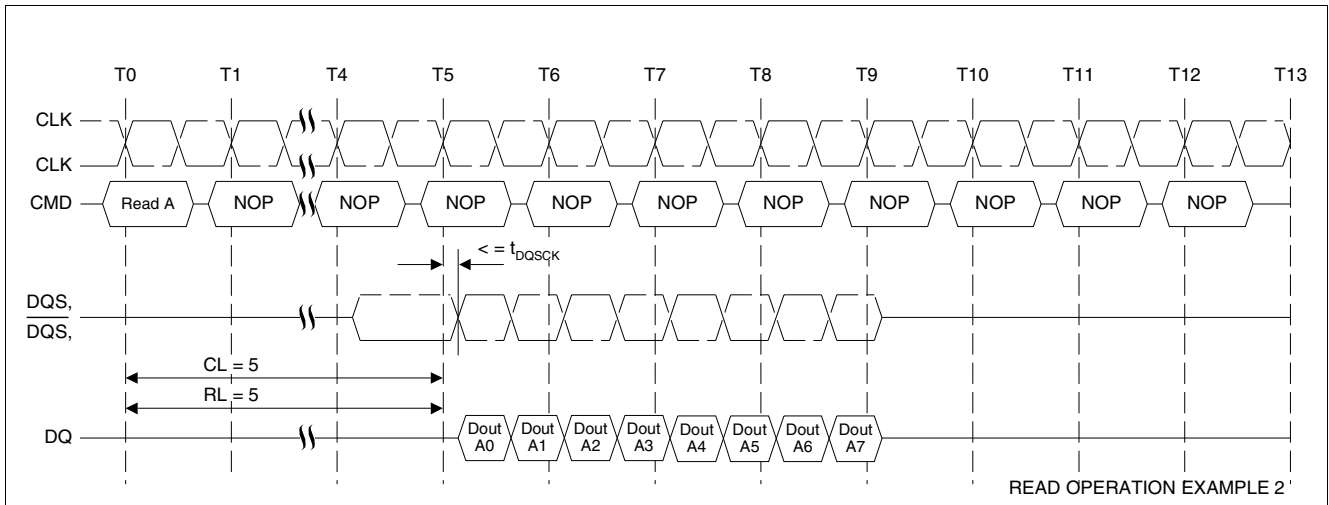 T0 T1 T4 T5 T6 T7 T8 T9 T10 T11 T12 T13
CLK
CLK
CMD Read A NOP NOP NOP NOP NOP NOP NOP NOP NOP NOP
< = tDQSCK
DQS,
DQS,
CL = 5
RL = 5
DQ Dout A0 Dout A1 Dout A2 Dout A3 Dout A4 Dout A5 Dout A6 Dout A7
READ OPERATION EXAMPLE 2